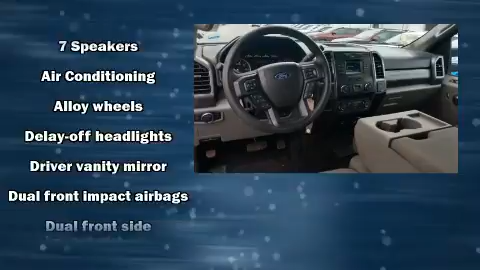 7 Speakers
Air Conditioning
Alloy wheels
Delay-off headlights
Driver vanity mirror
Dual front impact airbags
Dual front side
Ford